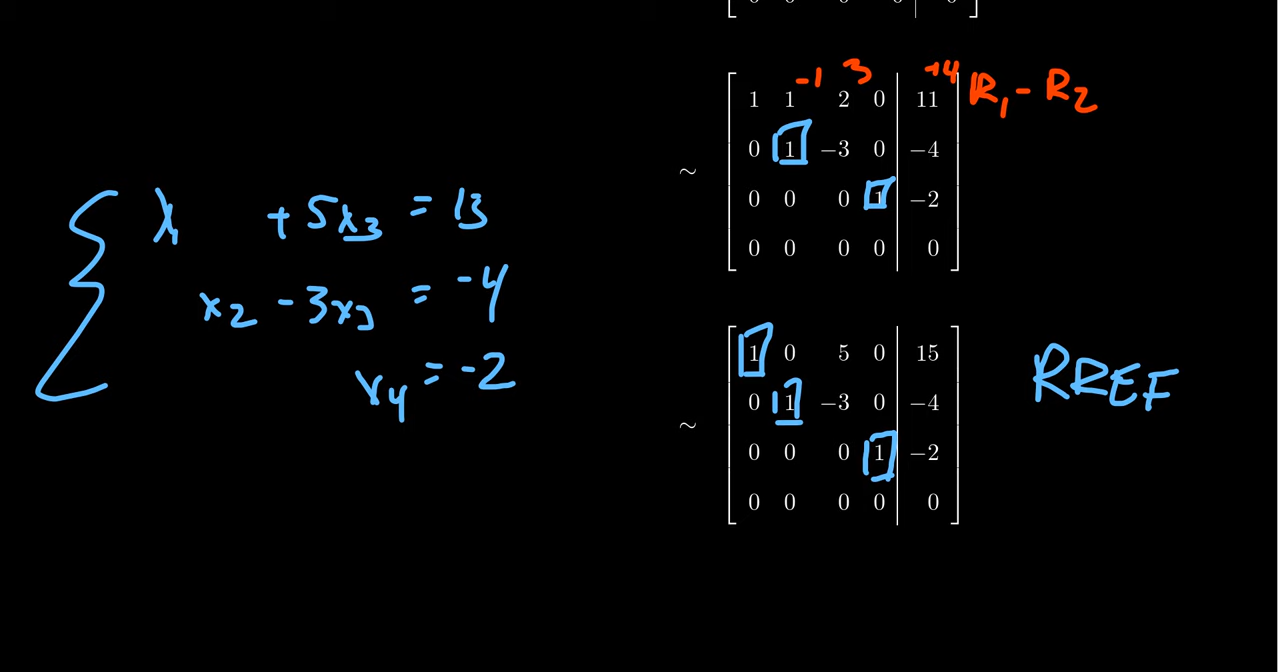 -1 3 +4
1 1 2 0 11 R₁ - R₂
0 1 −3 0 −4
∼
0 0 0 1 −2
0 0 0 0 0
x₁ + 5x₃ = 13
x₂ - 3x₃ = -4
x₄ = -2
1 0 5 0 15
RREF
0 1 −3 0 −4
∼
0 0 0 1 −2
0 0 0 0 0